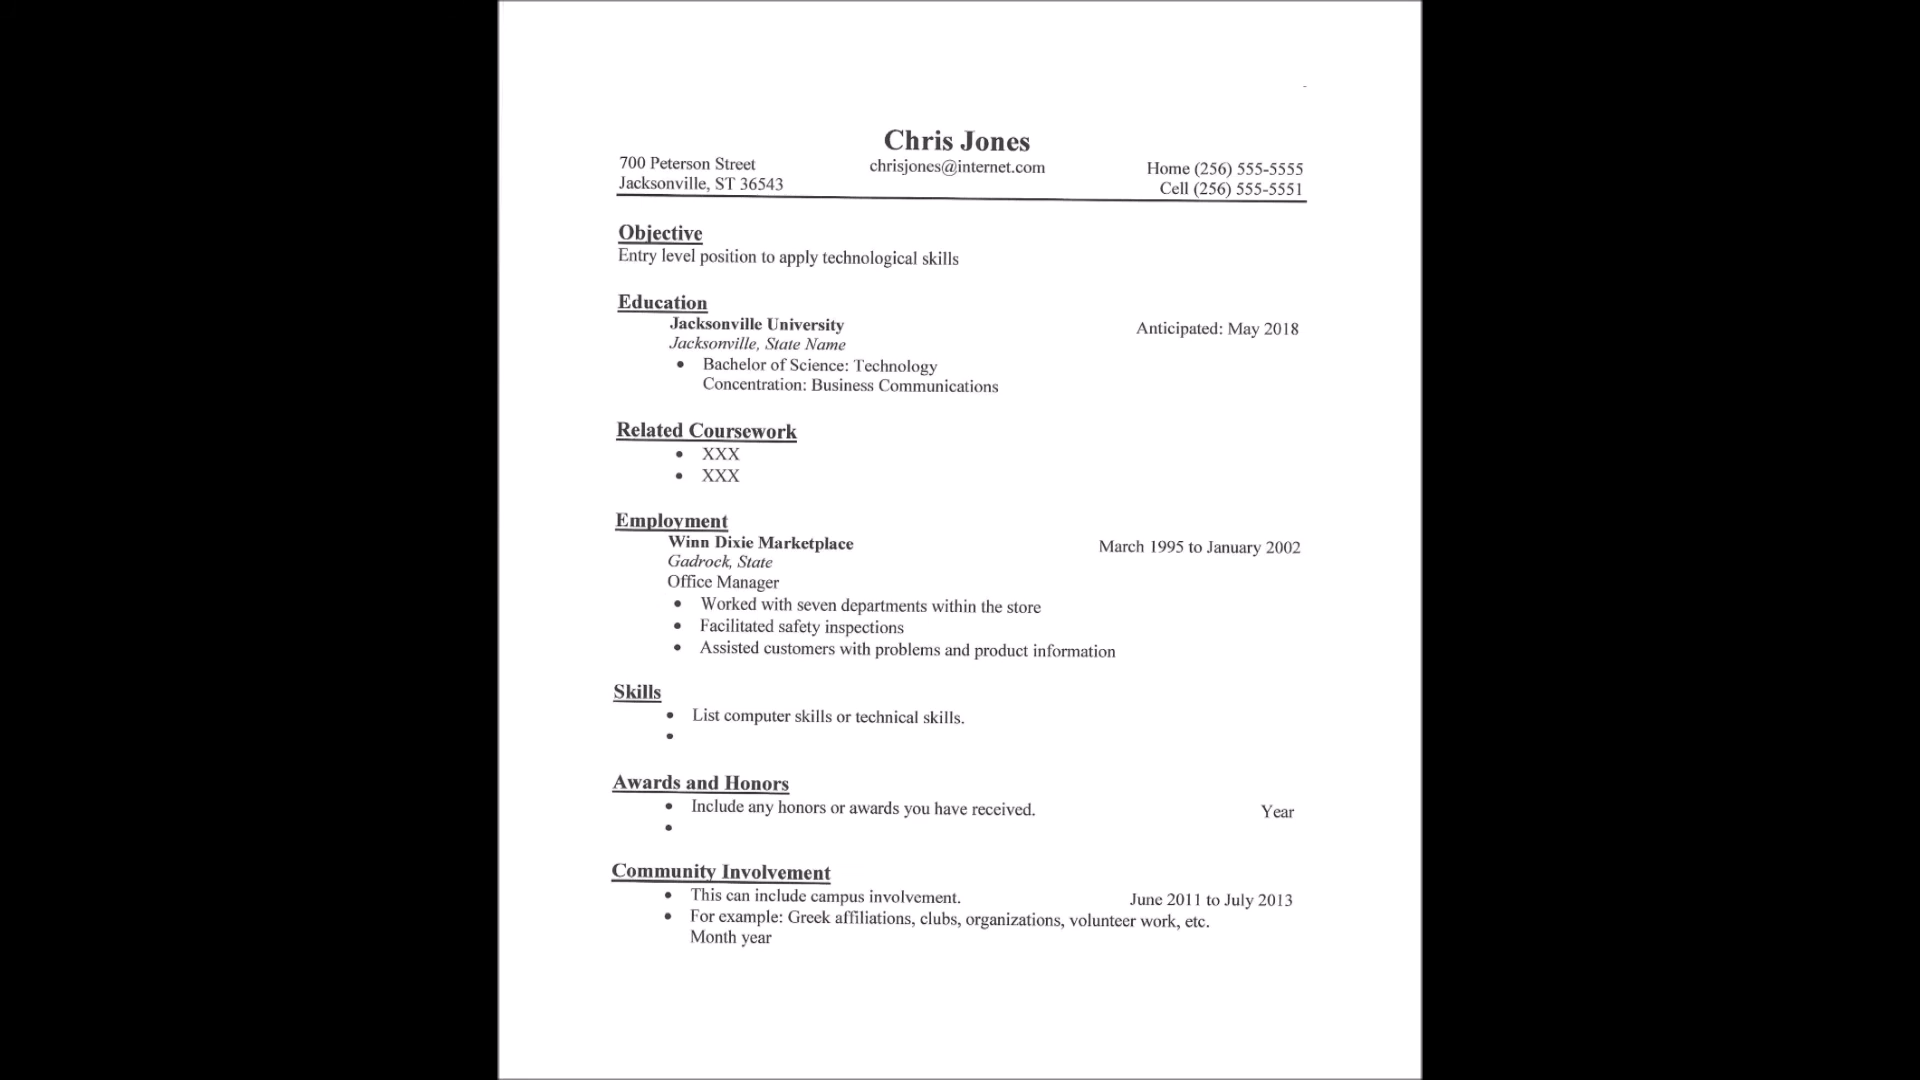 Chris Jones
700 Peterson Street
chrisjones@internet.com
Home (256) 555-5555
Jacksonville, ST 36543
Cell (256) 555-5551
Objective
Entry level position to apply technological skills
Education
Jacksonville University
Anticipated: May 2018
Jacksonville, State Name
• Bachelor of Science: Technology
Concentration: Business Communications
Related Coursework
• XXX
• XXX
Employment
Winn Dixie Marketplace
March 1995 to January 2002
Gadrock, State
Office Manager
• Worked with seven departments within the store
• Facilitated safety inspections
• Assisted customers with problems and product information
Skills
• List computer skills or technical skills.
•
Awards and Honors
• Include any honors or awards you have received.
Year
•
Community Involvement
• This can include campus involvement.
June 2011 to July 2013
• For example: Greek affiliations, clubs, organizations, volunteer work, etc.
Month year